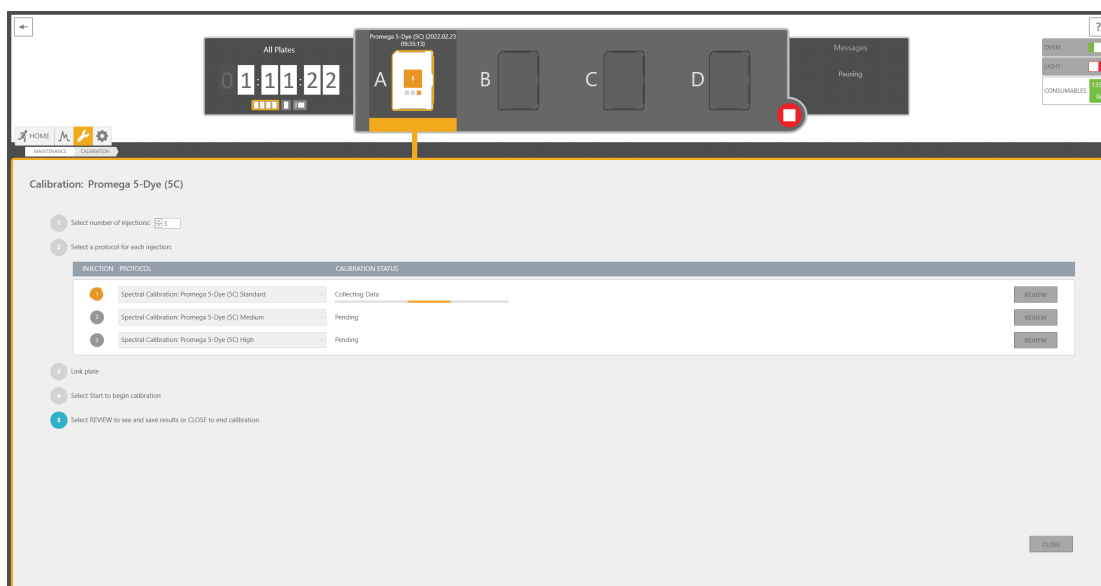 Promega 5-Dye (5C) (2022.02.23
09:35:13)
?
All Plates
01:11:22
A
1
B
C
D
Messages
Pausing
OVEN
LIGHT
CONSUMABLES
HOME
MAINTENANCE
CALIBRATION
Calibration: Promega 5-Dye (5C)
1 Select number of injections: 3
2 Select a protocol for each injection:
INJECTION PROTOCOL CALIBRATION STATUS
1 Spectral Calibration: Promega 5-Dye (5C) Standard Collecting Data REVIEW
2 Spectral Calibration: Promega 5-Dye (5C) Medium Pending REVIEW
3 Spectral Calibration: Promega 5-Dye (5C) High Pending REVIEW
3 Link plate
4 Select Start to begin calibration
5 Select REVIEW to see and save results or CLOSE to end calibration
CLOSE